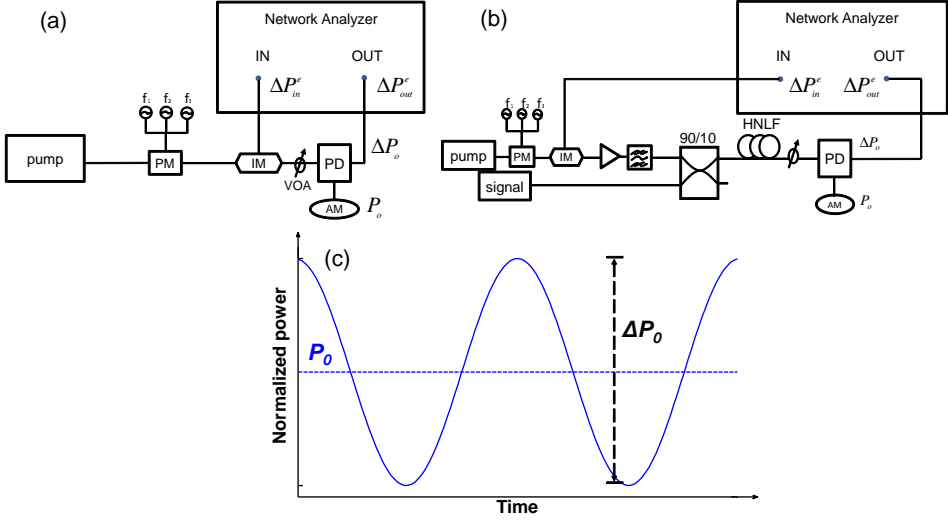 (a)
Network Analyzer
IN OUT
ΔP_in^e ΔP_out^e
f₁ f₂ f₃
pump
PM
IM
VOA
PD
ΔP_o
AM
P_o
(b)
Network Analyzer
IN OUT
ΔP_in^e ΔP_out^e
f₁ f₂ f₃
pump
PM
IM
signal
90/10
HNLF
PD
ΔP_o
AM
P_o
(c)
Normalized power
P_0
ΔP_0
Time